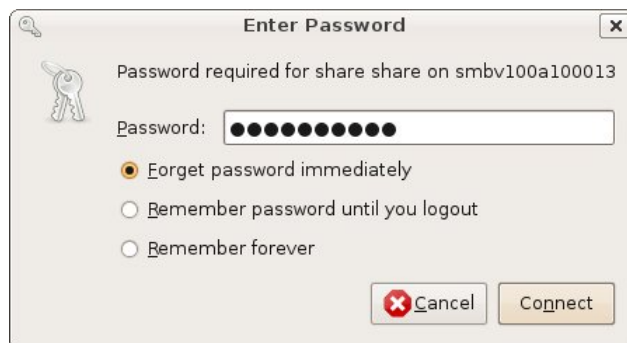 Enter Password
Password required for share share on smbv100a100013
Password: ●●●●●●●●●●
Forget password immediately
Remember password until you logout
Remember forever
Cancel Connect